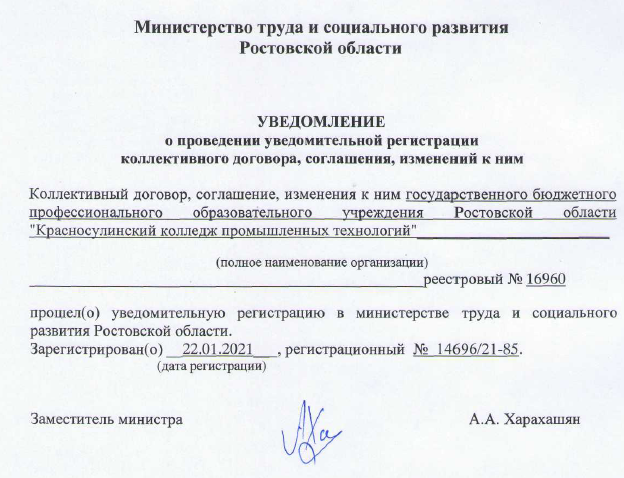 Министерство труда и социального развития
Ростовской области
УВЕДОМЛЕНИЕ
о проведении уведомительной регистрации
коллективного договора, соглашения, изменений к ним
Коллективный договор, соглашение, изменения к ним государственного бюджетного
профессионального образовательного учреждения Ростовской области
"Красносулинский колледж промышленных технологий"
(полное наименование организации)
реестровый № 16960
прошел(о) уведомительную регистрацию в министерстве труда и социального
развития Ростовской области.
Зарегистрирован(о) 22.01.2021, регистрационный № 14696/21-85.
(дата регистрации)
Заместитель министра А.А. Харахашян